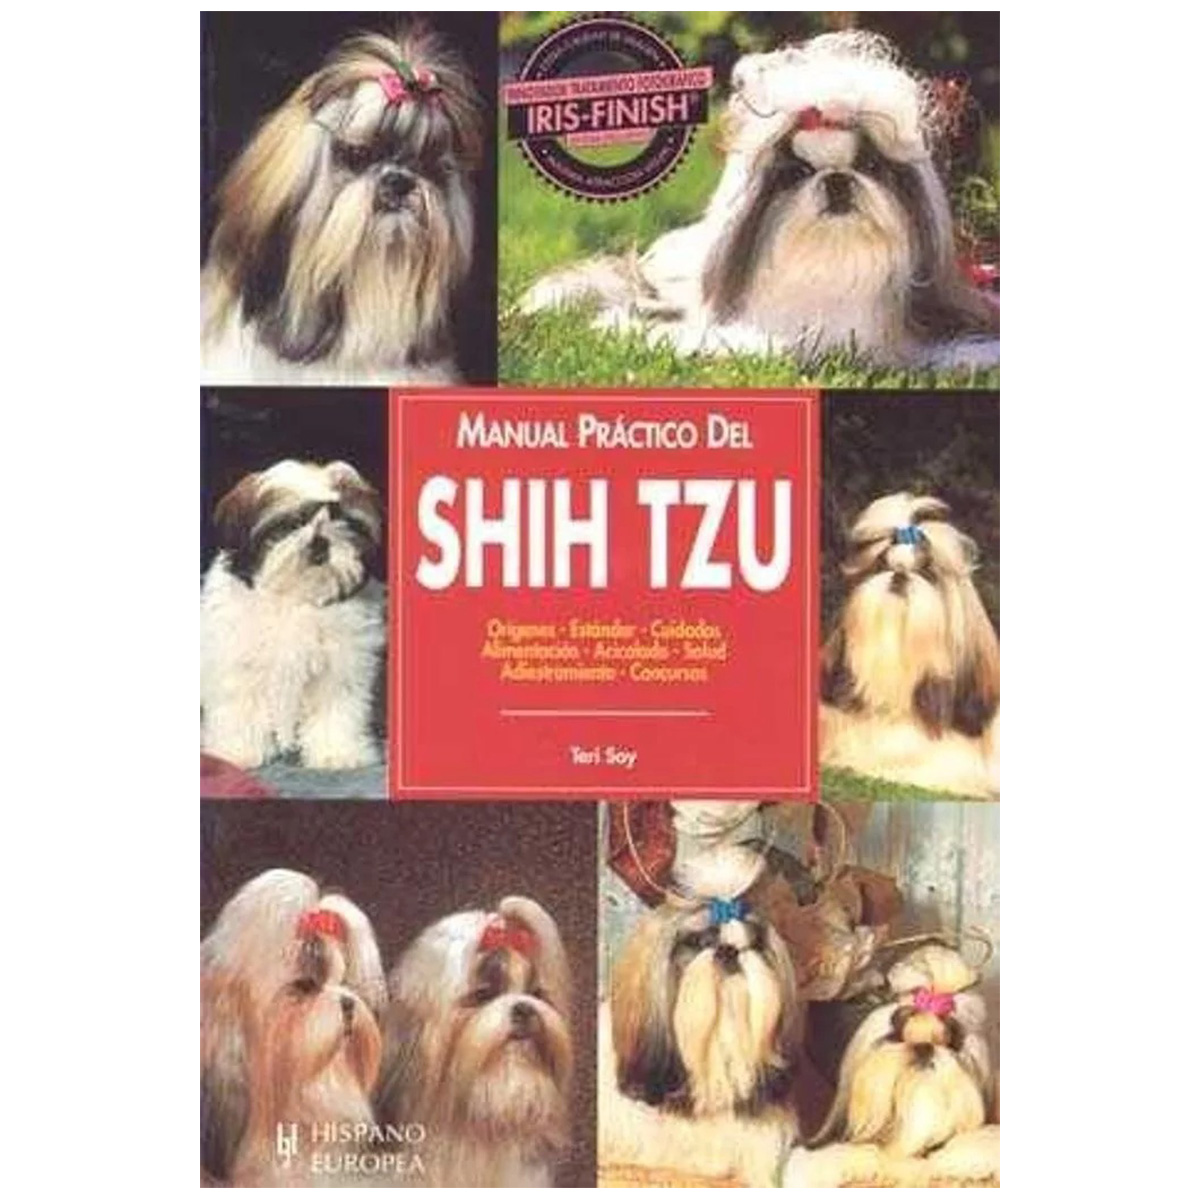 IRIS-FINISH®
MANUAL PRÁCTICO DEL
SHIH TZU
Orígenes · Estándar · Cuidados
Alimentación · Acicalado · Salud
Adiestramiento · Concursos
Teri Soy
HISPANO
EUROPEA